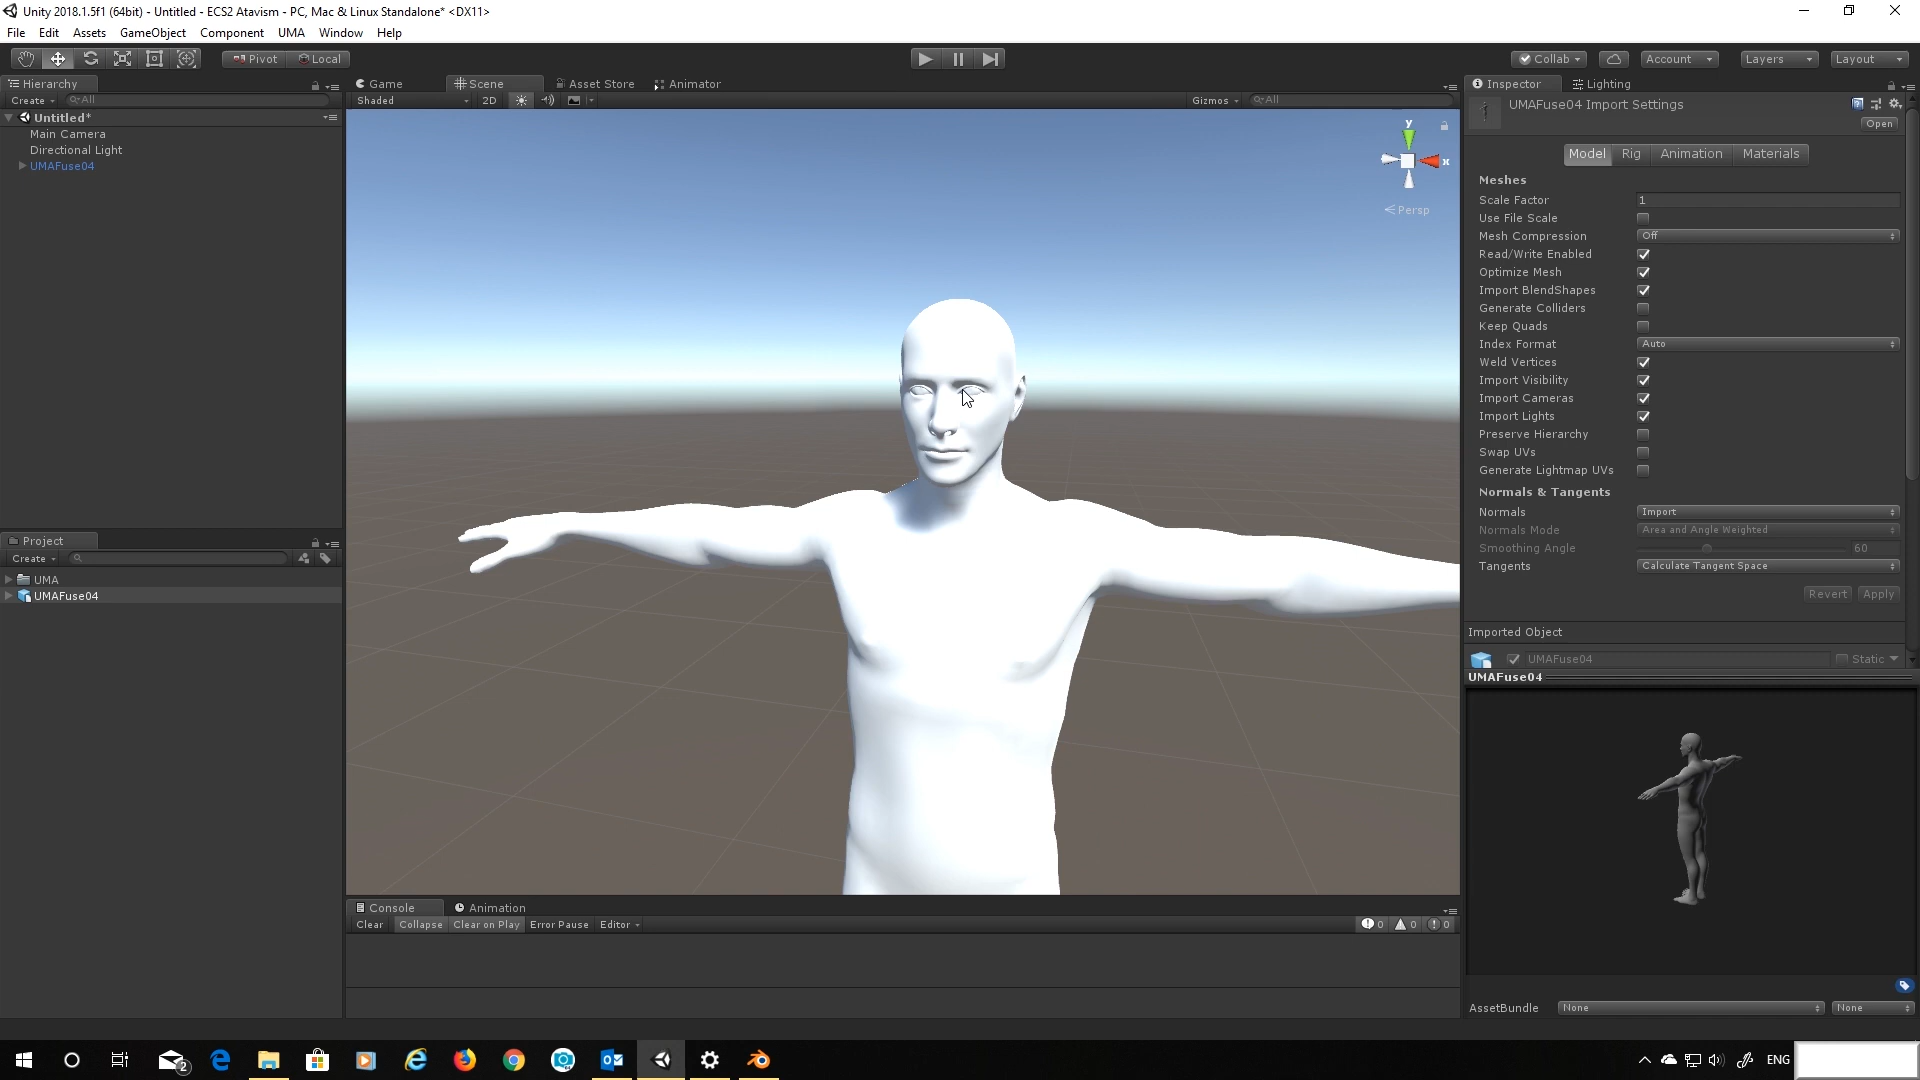 Unity 2018.1.5f1 (64bit) - Untitled - ECS2 Atavism - PC, Mac & Linux Standalone* <DX11>
File Edit Assets GameObject Component UMA Window Help
Pivot Local
Collab Account Layers Layout
Hierarchy
Create All
Untitled*
Main Camera
Directional Light
UMAFuse04
Project
Create
UMA
UMAFuse04
Game Scene Asset Store Animator
Shaded 2D Gizmos All
y
x
Persp
Console Animation
Clear Collapse Clear on Play Error Pause Editor 0 0 0
Inspector Lighting
UMAFuse04 Import Settings
Open
Model Rig Animation Materials
Meshes
Scale Factor 1
Use File Scale
Mesh Compression Off
Read/Write Enabled
Optimize Mesh
Import BlendShapes
Generate Colliders
Keep Quads
Index Format Auto
Weld Vertices
Import Visibility
Import Cameras
Import Lights
Preserve Hierarchy
Swap UVs
Generate Lightmap UVs
Normals & Tangents
Normals Import
Normals Mode Area and Angle Weighted
Smoothing Angle 60
Tangents Calculate Tangent Space
Revert Apply
Imported Object
UMAFuse04 Static
UMAFuse04
AssetBundle None None
2
ENG